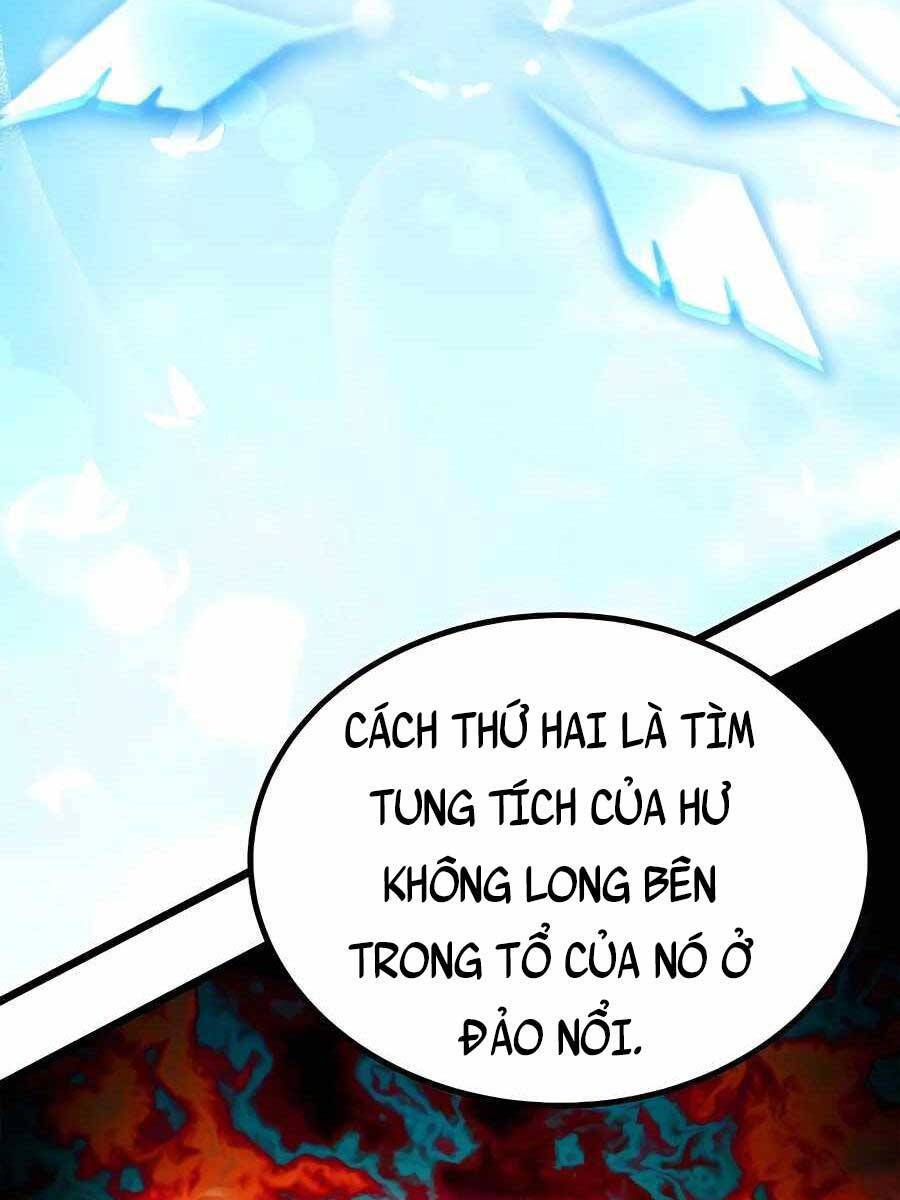 CÁCH THỨ HAI LÀ TÌM
TUNG TÍCH CỦA HƯ
KHÔNG LONG BÊN
TRONG TỔ CỦA NÓ Ở
ĐẢO NỔI.